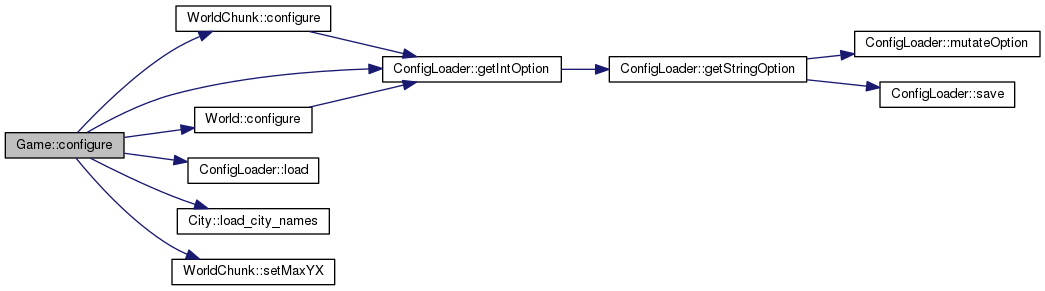 Game::configure
WorldChunk::configure
ConfigLoader::getIntOption
World::configure
ConfigLoader::load
City::load_city_names
WorldChunk::setMaxYX
ConfigLoader::getStringOption
ConfigLoader::mutateOption
ConfigLoader::save